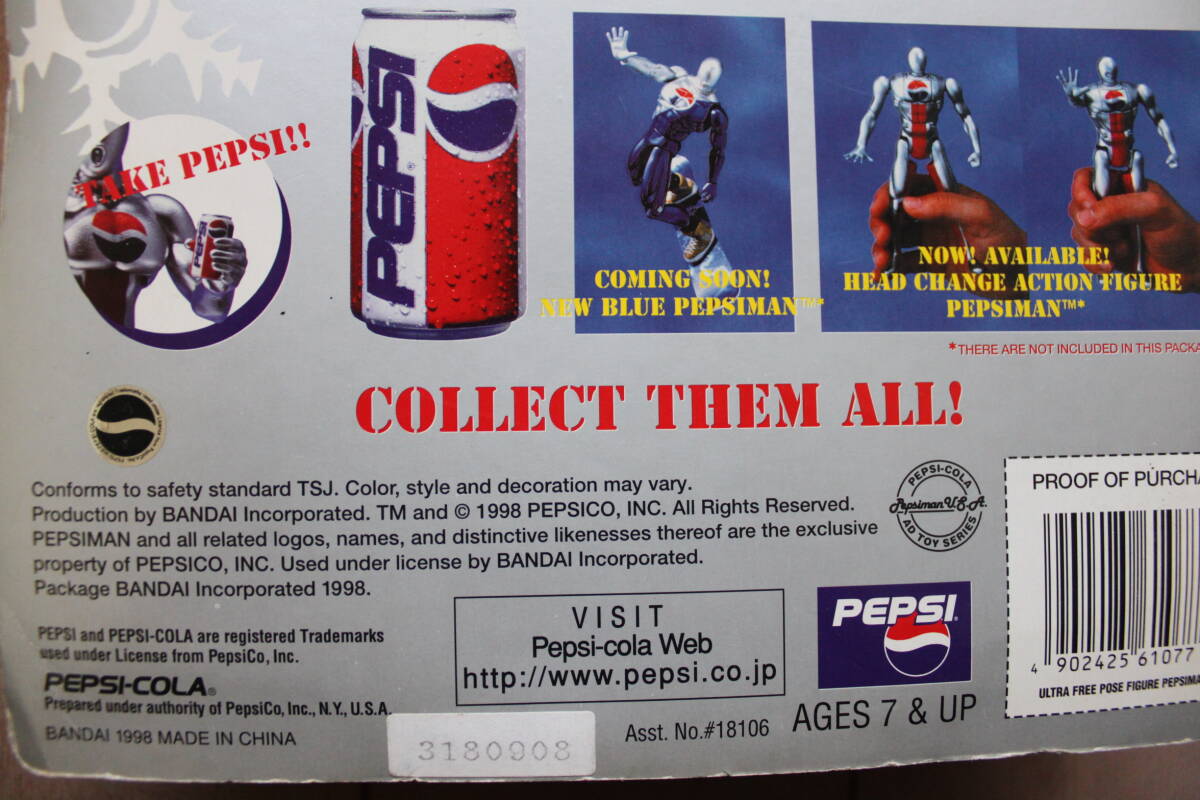 TAKE PEPSI!!
PEPSI
COMING SOON!
NEW BLUE PEPSIMAN™*
NOW! AVAILABLE!
HEAD CHANGE ACTION FIGURE
PEPSIMAN™*
*THERE ARE NOT INCLUDED IN THIS
COLLECT THEM ALL!
Conforms to safety standard TSJ. Color, style and decoration may vary.
Production by BANDAI Incorporated. TM and © 1998 PEPSICO, INC. All Rights Reserved.
PEPSIMAN and all related logos, names, and distinctive likenesses thereof are the exclusive
property of PEPSICO, INC. Used under license by BANDAI Incorporated.
Package BANDAI Incorporated 1998.
PEPSI and PEPSI-COLA are registered Trademarks
used under License from PepsiCo, Inc.
PEPSI-COLA®
Prepared under authority of PepsiCo, Inc., N.Y., U.S.A.
BANDAI 1998 MADE IN CHINA
3180908
VISIT
Pepsi-cola Web
http://www.pepsi.co.jp
Asst. No.#18106
AGES 7 & UP
PEPSI
PEPSI-COLA
Pepsiman U.S.A.
AD TOY SERIES
PROOF OF PURCHA
4 902425 61077
ULTRA FREE POSE FIGURE PEPSIMA